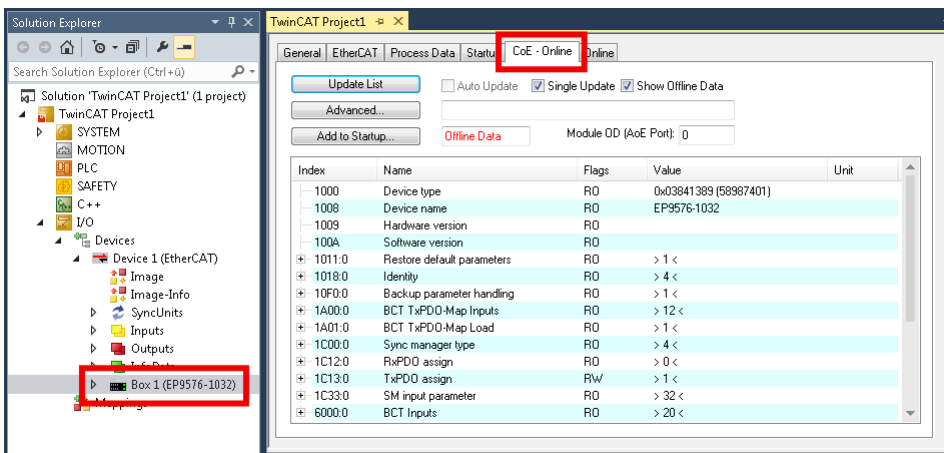 Solution Explorer
Search Solution Explorer (Ctrl+ü)
Solution 'TwinCAT Project1' (1 project)
TwinCAT Project1
SYSTEM
MOTION
PLC
SAFETY
C++
I/O
Devices
Device 1 (EtherCAT)
Image
Image-Info
SyncUnits
Inputs
Outputs
InfoData
Box 1 (EP9576-1032)
Mappings
TwinCAT Project1
General EtherCAT Process Data Startu CoE - Online Online
Update List Auto Update Single Update Show Offline Data
Advanced...
Add to Startup... Offline Data Module OD (AoE Port): 0
Index Name Flags Value Unit
1000 Device type RO 0x03841389 (58987401)
1008 Device name RO EP9576-1032
1009 Hardware version RO
100A Software version RO
1011:0 Restore default parameters RO > 1 <
1018:0 Identity RO > 4 <
10F0:0 Backup parameter handling RO > 1 <
1A00:0 BCT TxPDO-Map Inputs RO > 12 <
1A01:0 BCT TxPDO-Map Load RO > 1 <
1C00:0 Sync manager type RO > 4 <
1C12:0 RxPDO assign RO > 0 <
1C13:0 TxPDO assign RW > 1 <
1C33:0 SM input parameter RO > 32 <
6000:0 BCT Inputs RO > 20 <